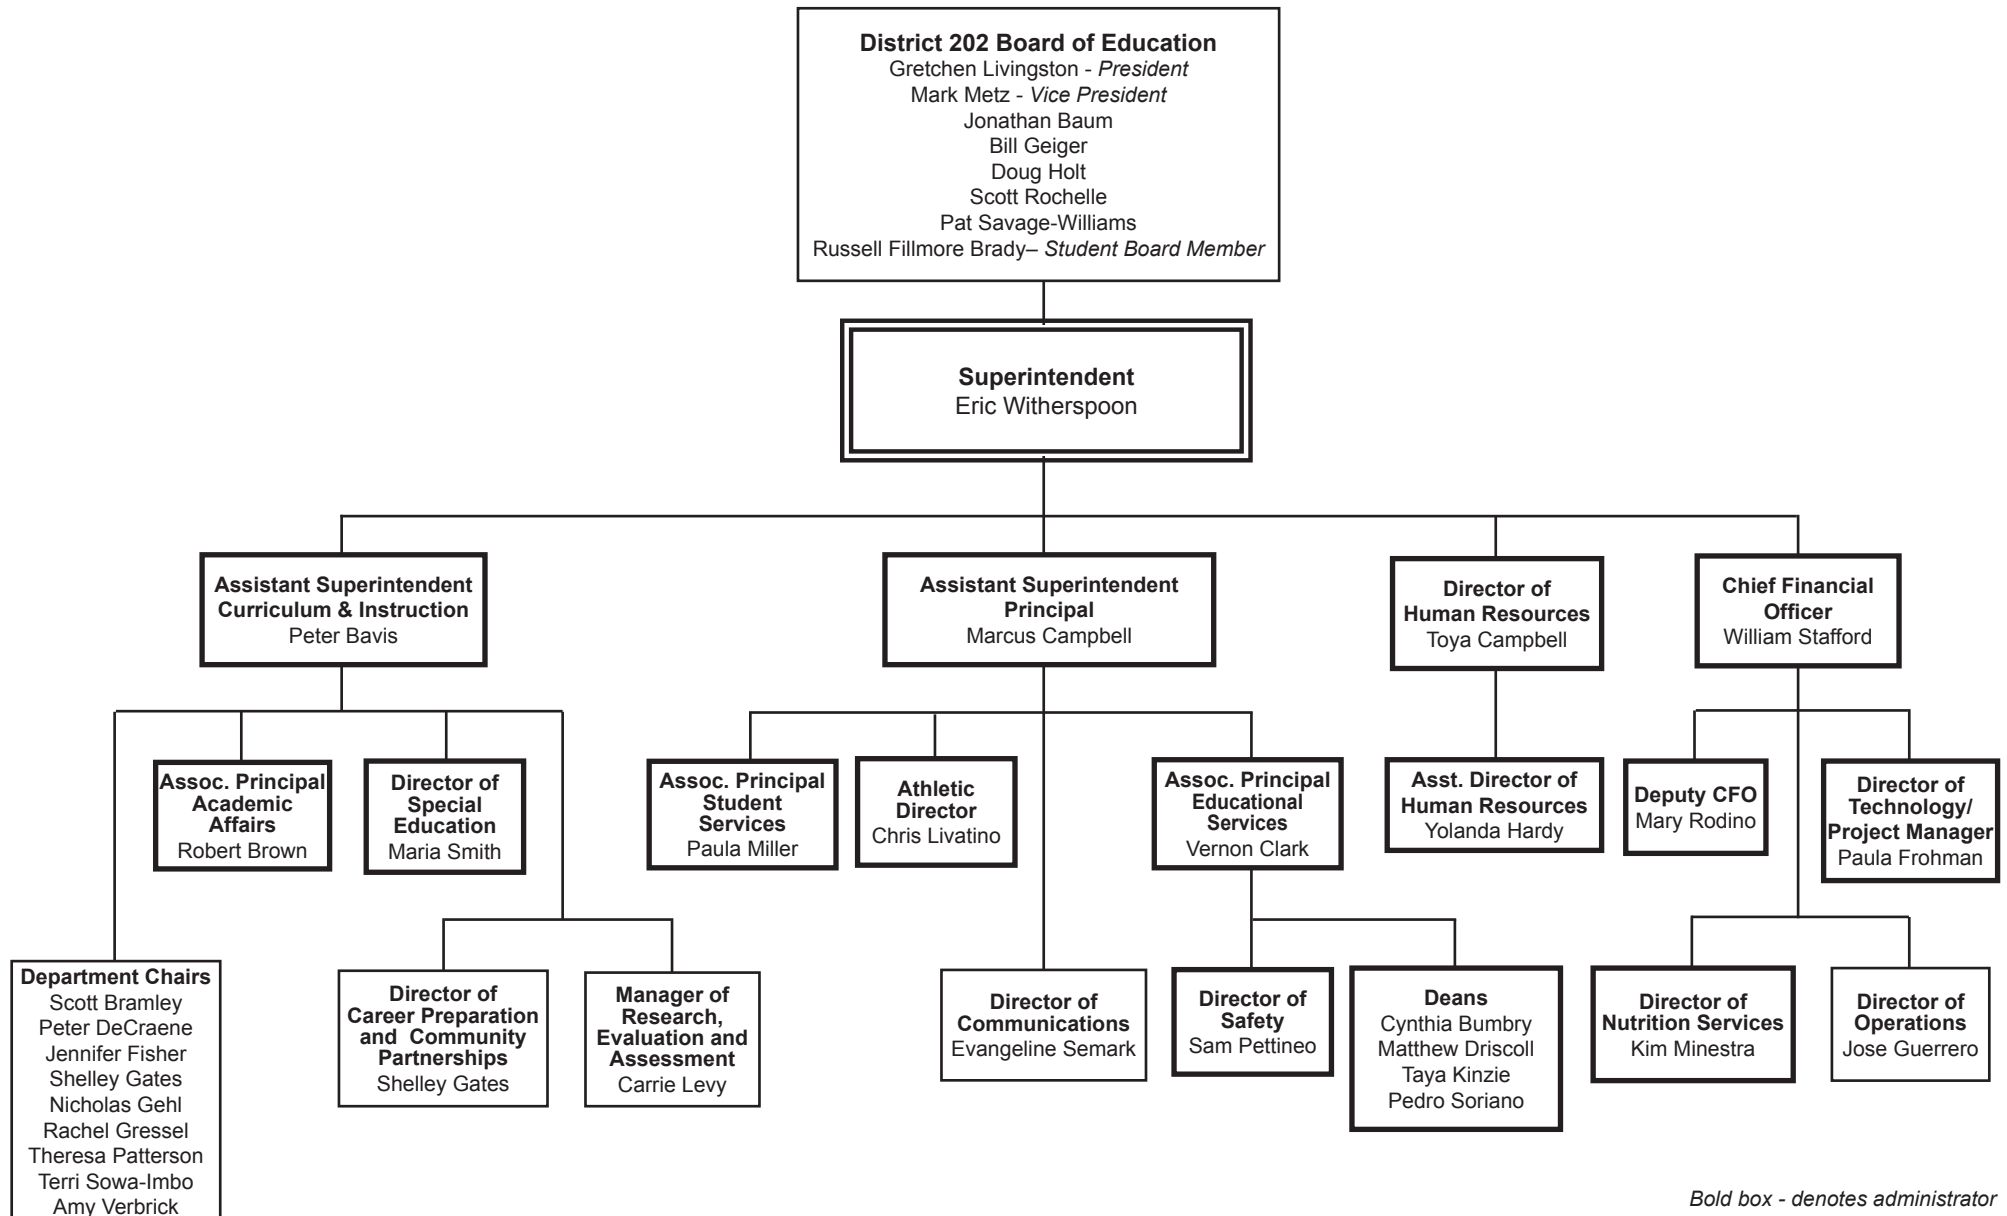 District 202 Board of Education
Gretchen Livingston - President
Mark Metz - Vice President
Jonathan Baum
Bill Geiger
Doug Holt
Scott Rochelle
Pat Savage-Williams
Russell Fillmore Brady– Student Board Member
Superintendent
Eric Witherspoon
Assistant Superintendent
Curriculum & Instruction
Peter Bavis
Assistant Superintendent
Principal
Marcus Campbell
Director of
Human Resources
Toya Campbell
Chief Financial
Officer
William Stafford
Assoc. Principal
Academic
Affairs
Robert Brown
Director of
Special
Education
Maria Smith
Assoc. Principal
Student
Services
Paula Miller
Athletic
Director
Chris Livatino
Assoc. Principal
Educational
Services
Vernon Clark
Asst. Director of
Human Resources
Yolanda Hardy
Deputy CFO
Mary Rodino
Director of
Technology/
Project Manager
Paula Frohman
Department Chairs
Scott Bramley
Peter DeCraene
Jennifer Fisher
Shelley Gates
Nicholas Gehl
Rachel Gressel
Theresa Patterson
Terri Sowa-Imbo
Amy Verbrick
Director of
Career Preparation
and Community
Partnerships
Shelley Gates
Manager of
Research,
Evaluation and
Assessment
Carrie Levy
Director of
Communications
Evangeline Semark
Director of
Safety
Sam Pettineo
Deans
Cynthia Bumbry
Matthew Driscoll
Taya Kinzie
Pedro Soriano
Director of
Nutrition Services
Kim Minestra
Director of
Operations
Jose Guerrero
Bold box - denotes administrator